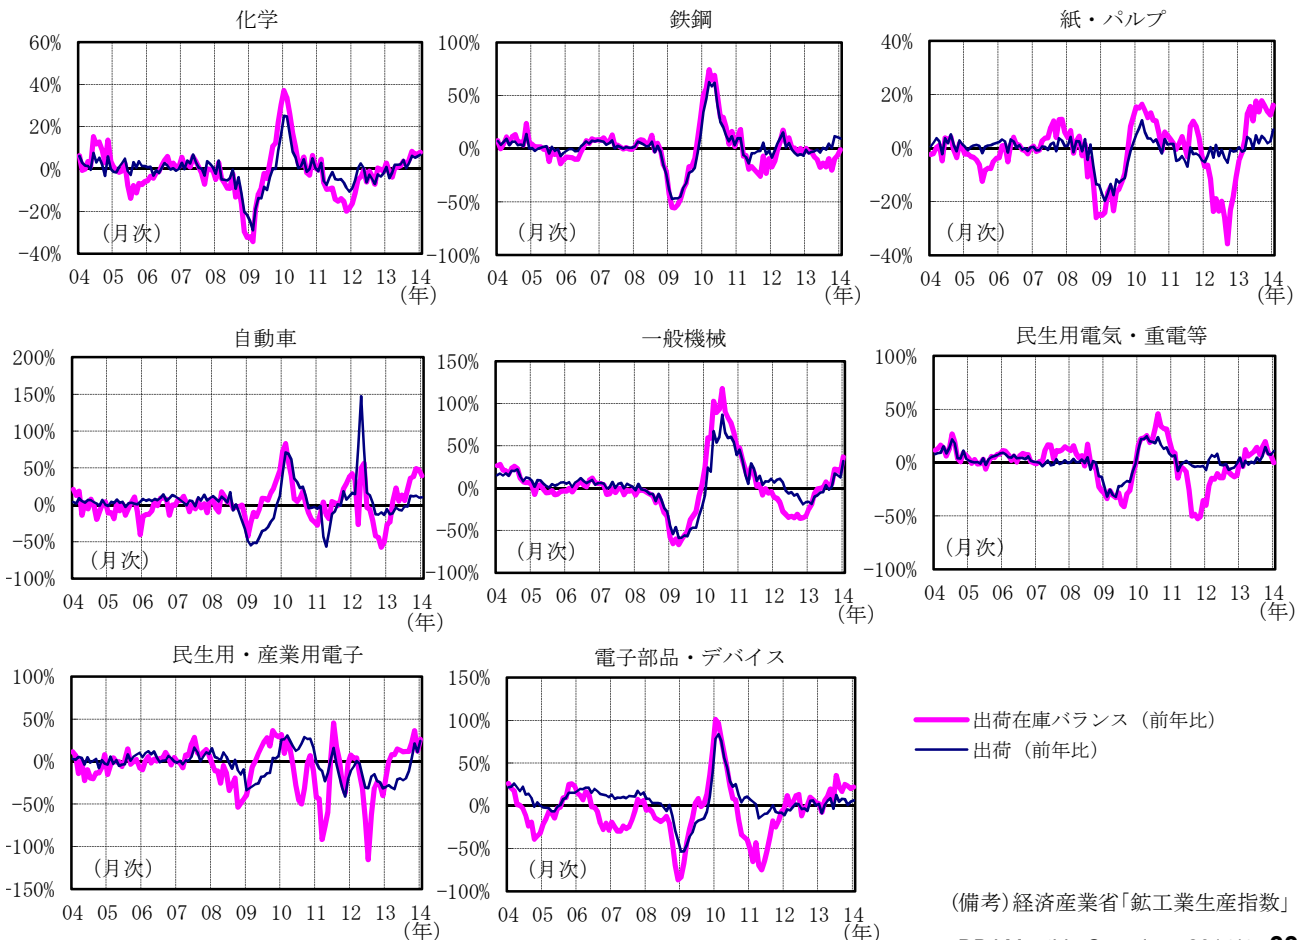 化学
60%
40%
20%
0%
−20%
−40%
(月次)
04 05 06 07 08 09 10 11 12 13 14
(年)
鉄鋼
100%
50%
0%
−50%
−100%
(月次)
04 05 06 07 08 09 10 11 12 13 14
(年)
紙・パルプ
40%
20%
0%
−20%
−40%
(月次)
04 05 06 07 08 09 10 11 12 13 14
(年)
自動車
200%
150%
100%
50%
0%
−50%
−100%
(月次)
04 05 06 07 08 09 10 11 12 13 14
(年)
一般機械
150%
100%
50%
0%
−50%
−100%
(月次)
04 05 06 07 08 09 10 11 12 13 14
(年)
民生用電気・重電等
100%
50%
0%
−50%
−100%
(月次)
04 05 06 07 08 09 10 11 12 13 14
(年)
民生用・産業用電子
100%
50%
0%
−50%
−100%
−150%
(月次)
04 05 06 07 08 09 10 11 12 13 14
(年)
電子部品・デバイス
150%
100%
50%
0%
−50%
−100%
(月次)
04 05 06 07 08 09 10 11 12 13 14
(年)
出荷在庫バランス（前年比）
出荷（前年比）
(備考)経済産業省「鉱工業生産指数」